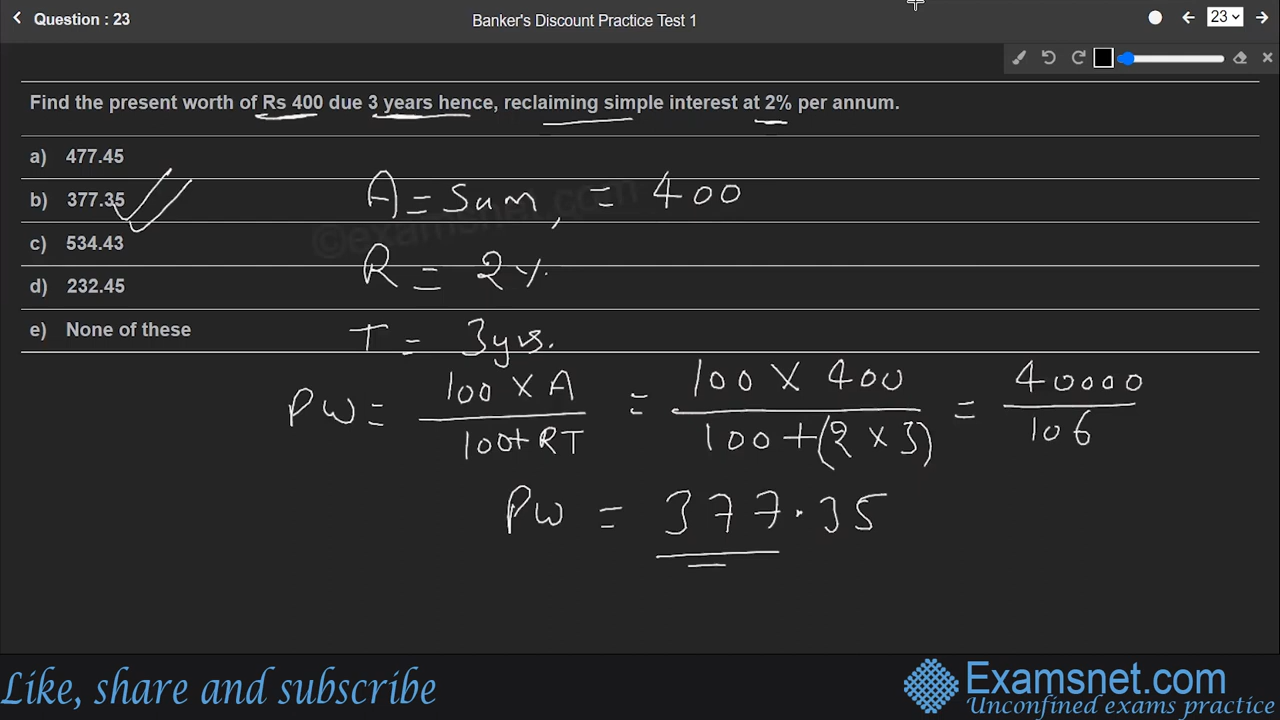 Question : 23
Banker's Discount Practice Test 1
23
Find the present worth of Rs 400 due 3 years hence, reclaiming simple interest at 2% per annum.
a) 477.45
b) 377.35
c) 534.43
d) 232.45
e) None of these
©examsnet.com
A = Sum, = 400
R = 2%
T = 3yrs.
PW = 100 X A / 100+RT = 100 X 400 / 100+(2 x 3) = 40000 / 106
PW = 377.35
Like, share and subscribe
Examsnet.com
Unconfined exams practice